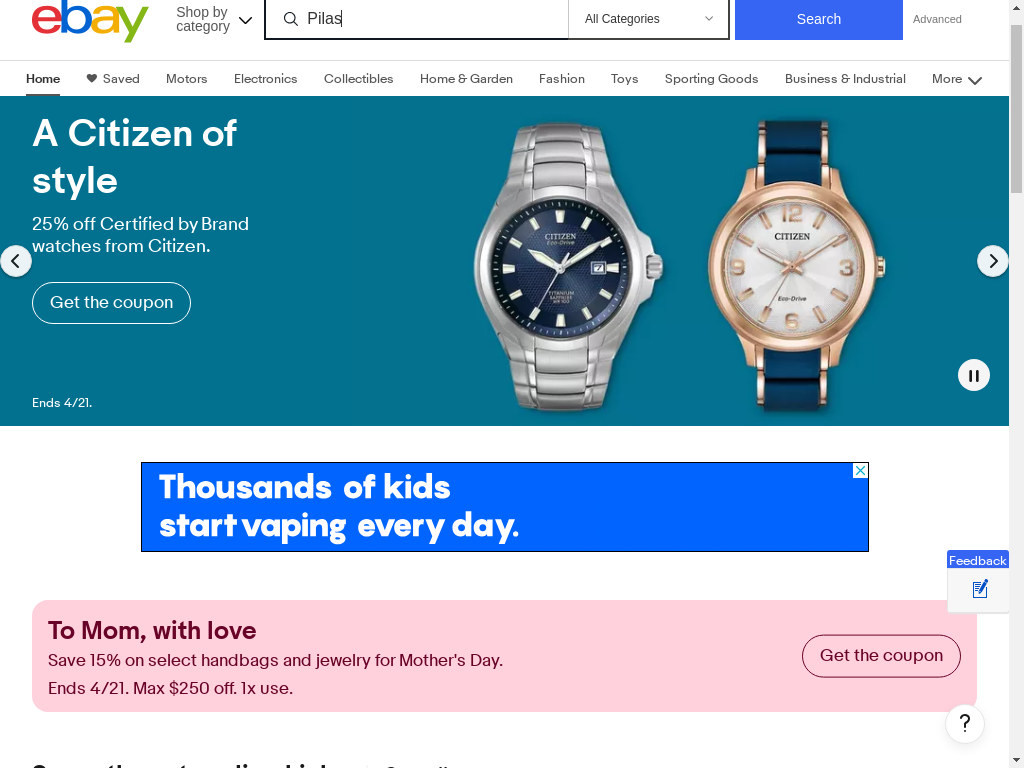 ebay
Shop by
category
Pilas
All Categories
Search
Advanced
Home
Saved
Motors
Electronics
Collectibles
Home & Garden
Fashion
Toys
Sporting Goods
Business & Industrial
More
A Citizen of
style
25% off Certified by Brand
watches from Citizen.
Get the coupon
Ends 4/21.
CITIZEN
Eco-Drive
7
TITANIUM
SAPPHIRE
WR 100
CITIZEN
12
9
3
6
Eco-Drive
Thousands of kids
start vaping every day.
Feedback
To Mom, with love
Save 15% on select handbags and jewelry for Mother's Day.
Ends 4/21. Max $250 off. 1x use.
Get the coupon
?